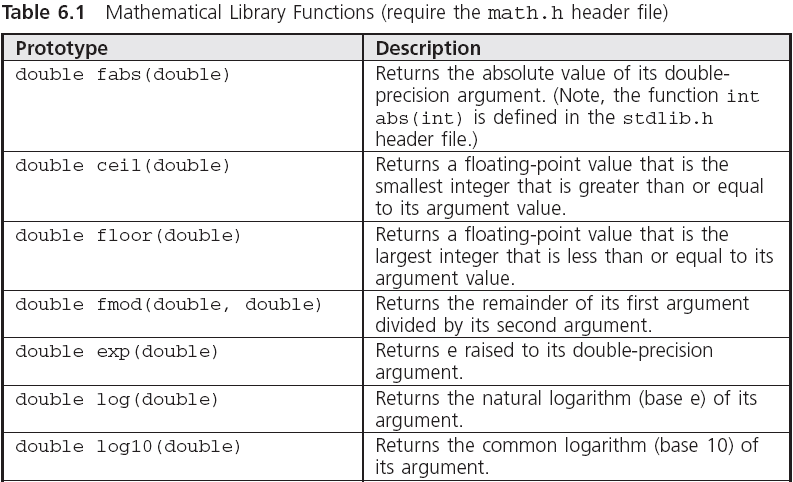 Table 6.1 Mathematical Library Functions (require the math.h header file)
Prototype Description
double fabs(double) Returns the absolute value of its double-
precision argument. (Note, the function int
abs(int) is defined in the stdlib.h
header file.)
double ceil(double) Returns a floating-point value that is the
smallest integer that is greater than or equal
to its argument value.
double floor(double) Returns a floating-point value that is the
largest integer that is less than or equal to its
argument value.
double fmod(double, double) Returns the remainder of its first argument
divided by its second argument.
double exp(double) Returns e raised to its double-precision
argument.
double log(double) Returns the natural logarithm (base e) of its
argument.
double log10(double) Returns the common logarithm (base 10) of
its argument.